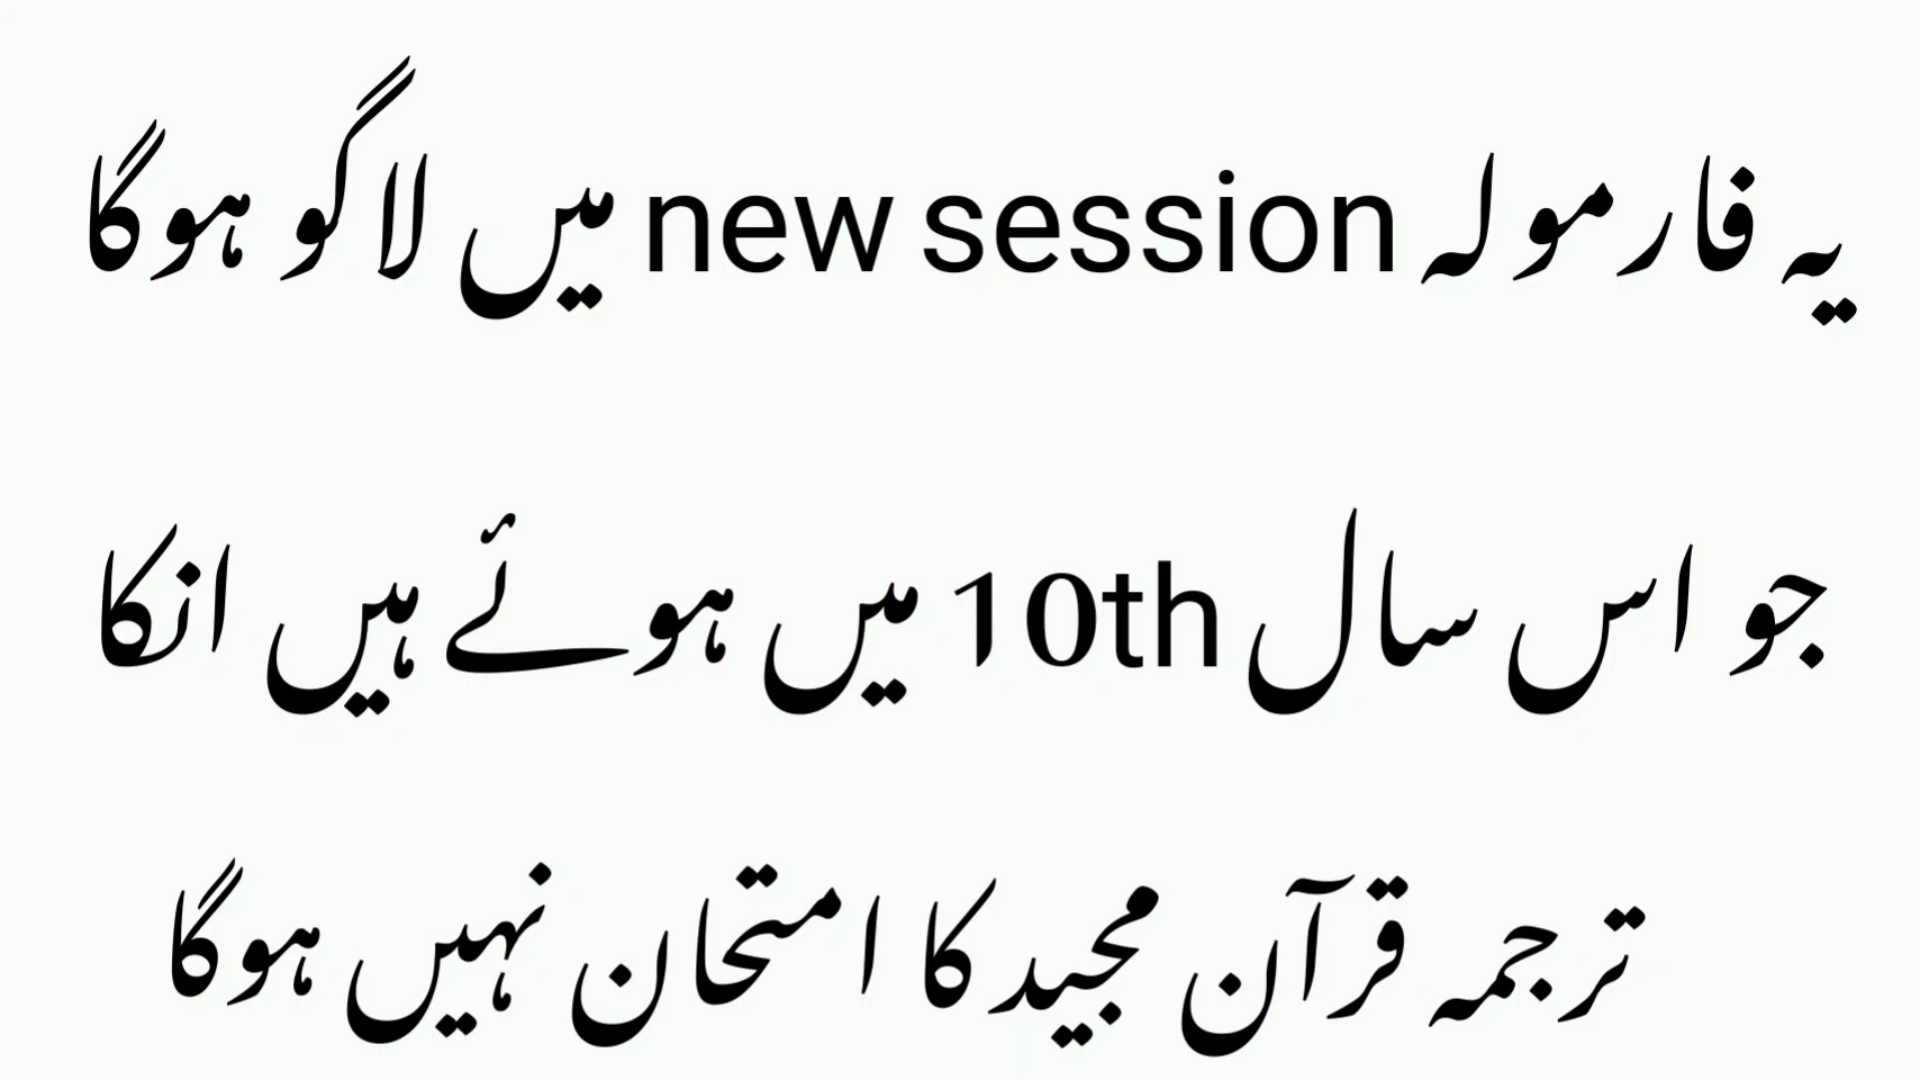 یہ فارمولہ new session میں لاگو ہوگا
جو اس سال 10th میں ہوئے ہیں انکا
ترجمہ قرآن مجید کا امتحان نہیں ہوگا